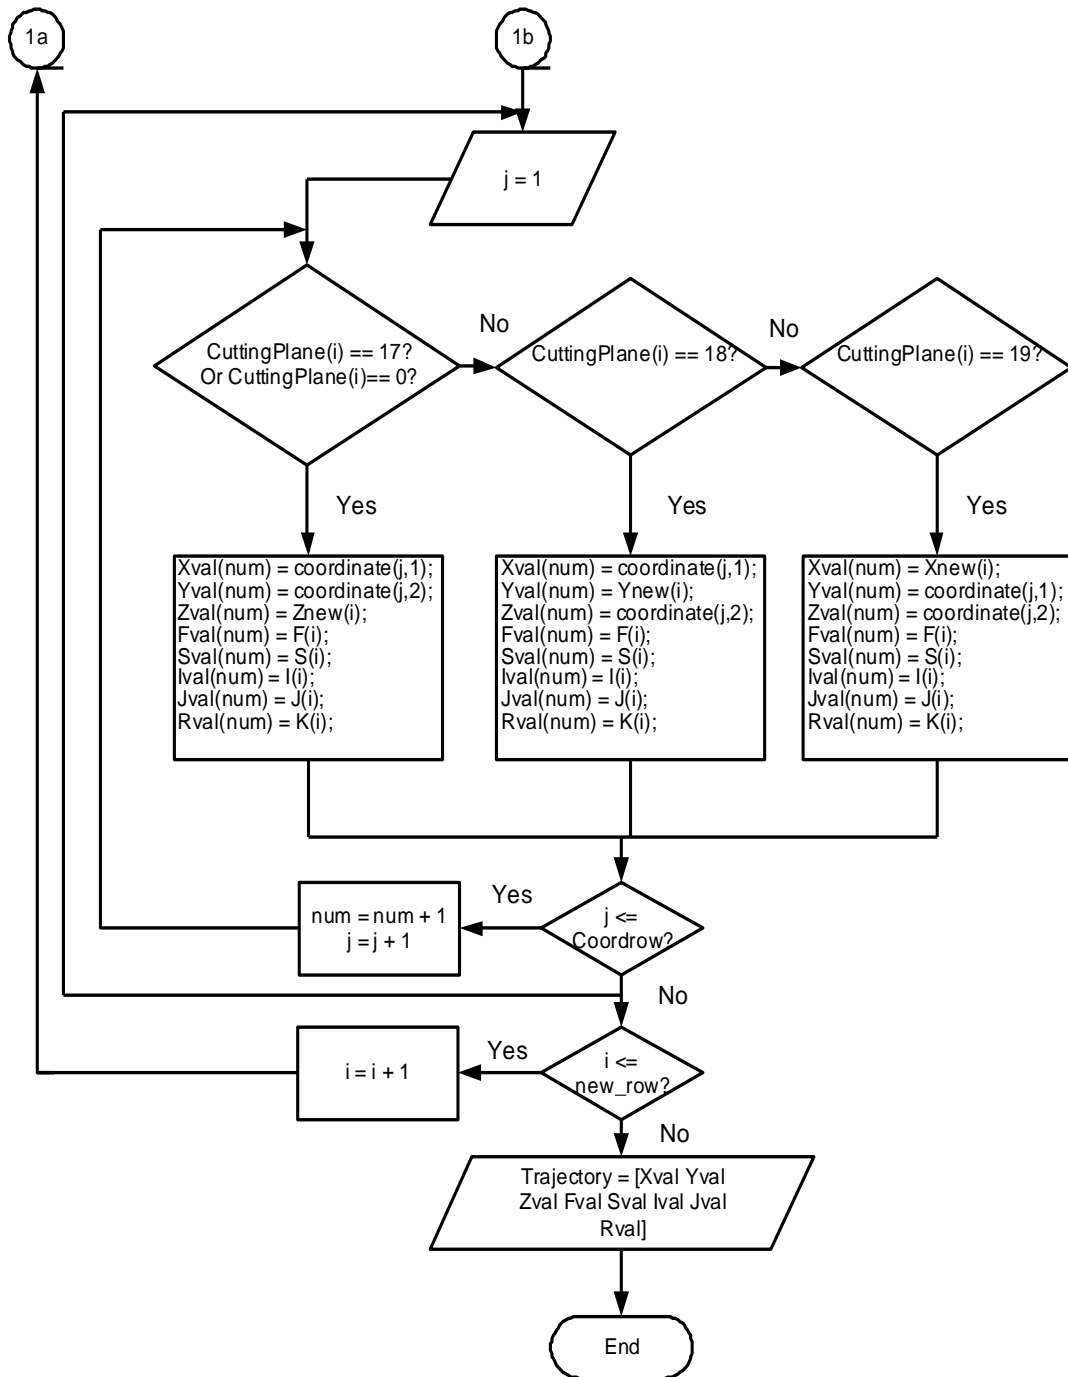 1a
1b
j = 1
CuttingPlane(i) == 17?
Or CuttingPlane(i)== 0?
No
CuttingPlane(i) == 18?
No
CuttingPlane(i) == 19?
Yes
Yes
Yes
Xval(num) = coordinate(j,1);
Yval(num) = coordinate(j,2);
Zval(num) = Znew(i);
Fval(num) = F(i);
Sval(num) = S(i);
Ival(num) = I(i);
Jval(num) = J(i);
Rval(num) = K(i);
Xval(num) = coordinate(j,1);
Yval(num) = Ynew(i);
Zval(num) = coordinate(j,2);
Fval(num) = F(i);
Sval(num) = S(i);
Ival(num) = I(i);
Jval(num) = J(i);
Rval(num) = K(i);
Xval(num) = Xnew(i);
Yval(num) = coordinate(j,1);
Zval(num) = coordinate(j,2);
Fval(num) = F(i);
Sval(num) = S(i);
Ival(num) = I(i);
Jval(num) = J(i);
Rval(num) = K(i);
j <=
Coordrow?
Yes
num = num + 1
j = j + 1
No
i <=
new_row?
Yes
i = i + 1
No
Trajectory = [Xval Yval
Zval Fval Sval Ival Jval
Rval]
End